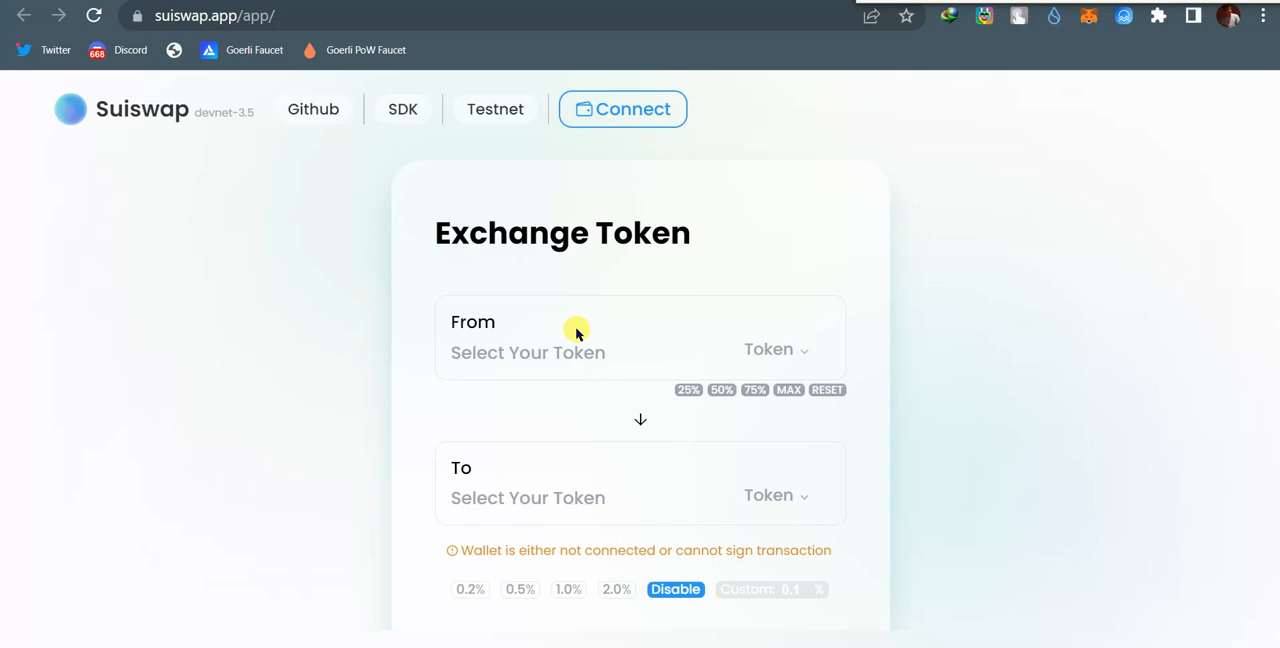 suiswap.app/app/
Twitter 668 Discord Goerli Faucet Goerli PoW Faucet
Suiswap devnet-3.5 Github SDK Testnet Connect
Exchange Token
From
Select Your Token Token
25% 50% 75% MAX RESET
To
Select Your Token Token
Wallet is either not connected or cannot sign transaction
0.2% 0.5% 1.0% 2.0% Disable Custom: 0.1 %